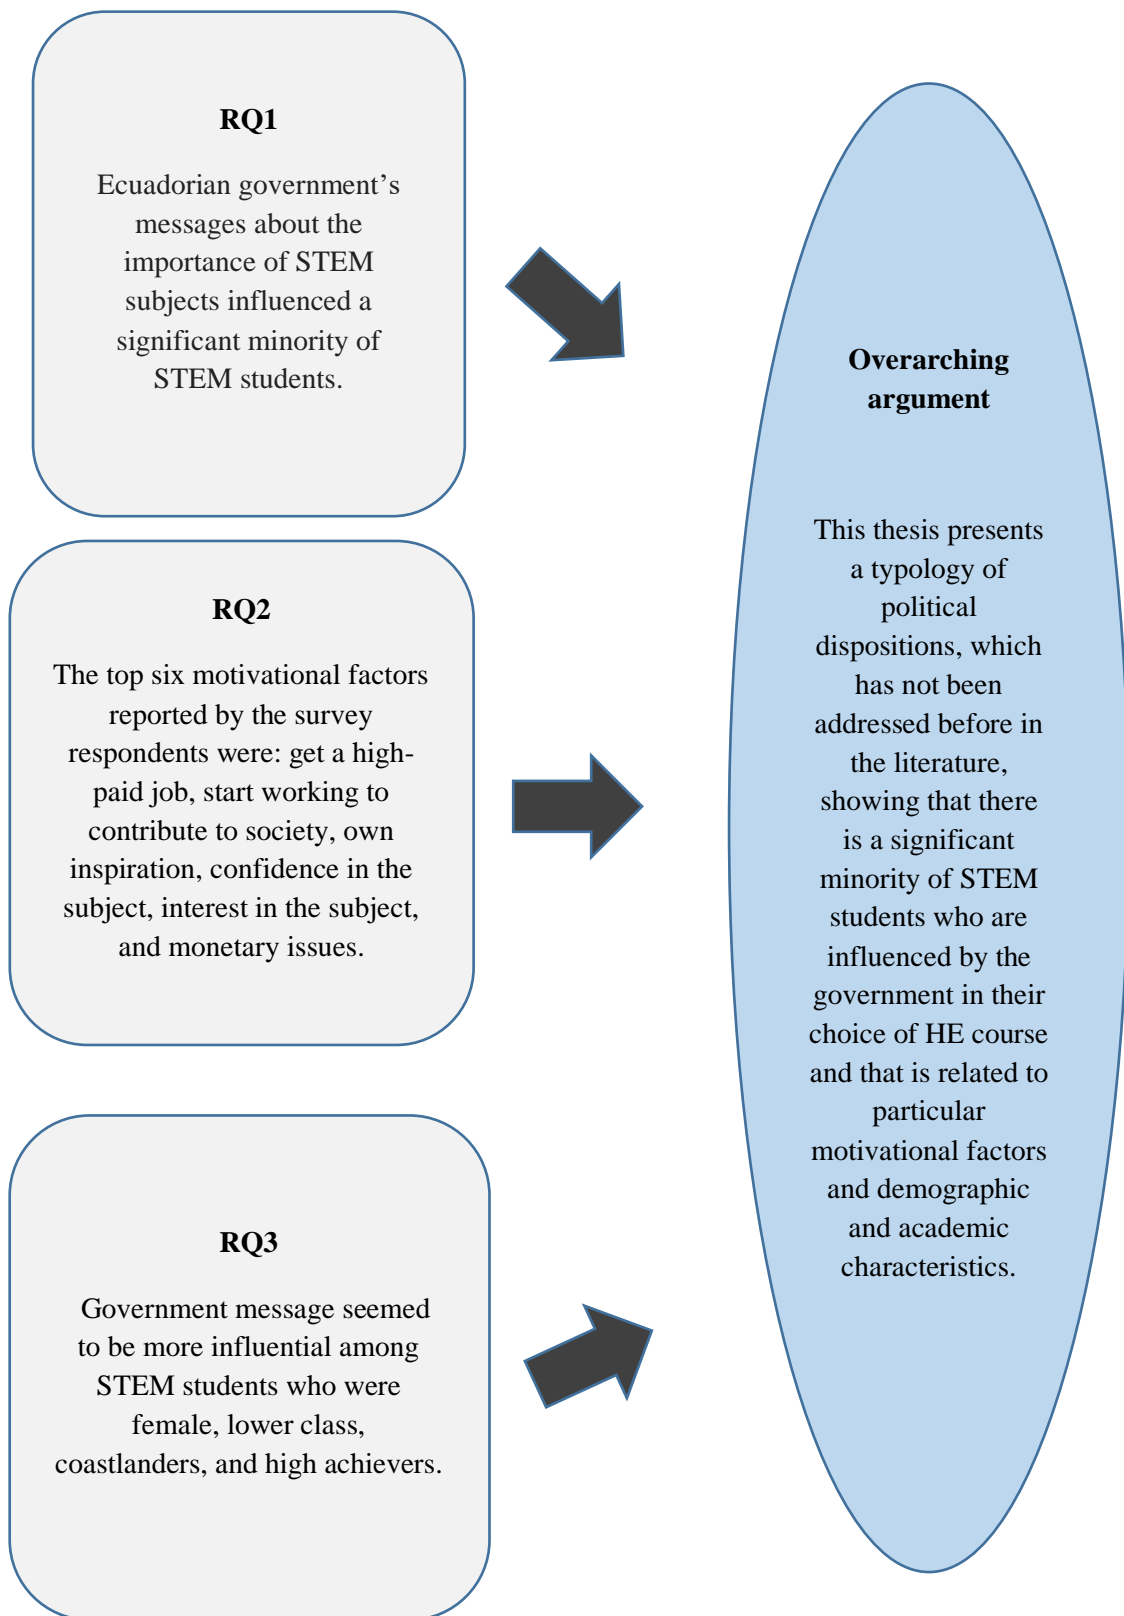 RQ1
Ecuadorian government’s
messages about the
importance of STEM
subjects influenced a
significant minority of
STEM students.
RQ2
The top six motivational factors
reported by the survey
respondents were: get a high-
paid job, start working to
contribute to society, own
inspiration, confidence in the
subject, interest in the subject,
and monetary issues.
RQ3
Government message seemed
to be more influential among
STEM students who were
female, lower class,
coastlanders, and high achievers.
Overarching
argument
This thesis presents
a typology of
political
dispositions, which
has not been
addressed before in
the literature,
showing that there
is a significant
minority of STEM
students who are
influenced by the
government in their
choice of HE course
and that is related to
particular
motivational factors
and demographic
and academic
characteristics.